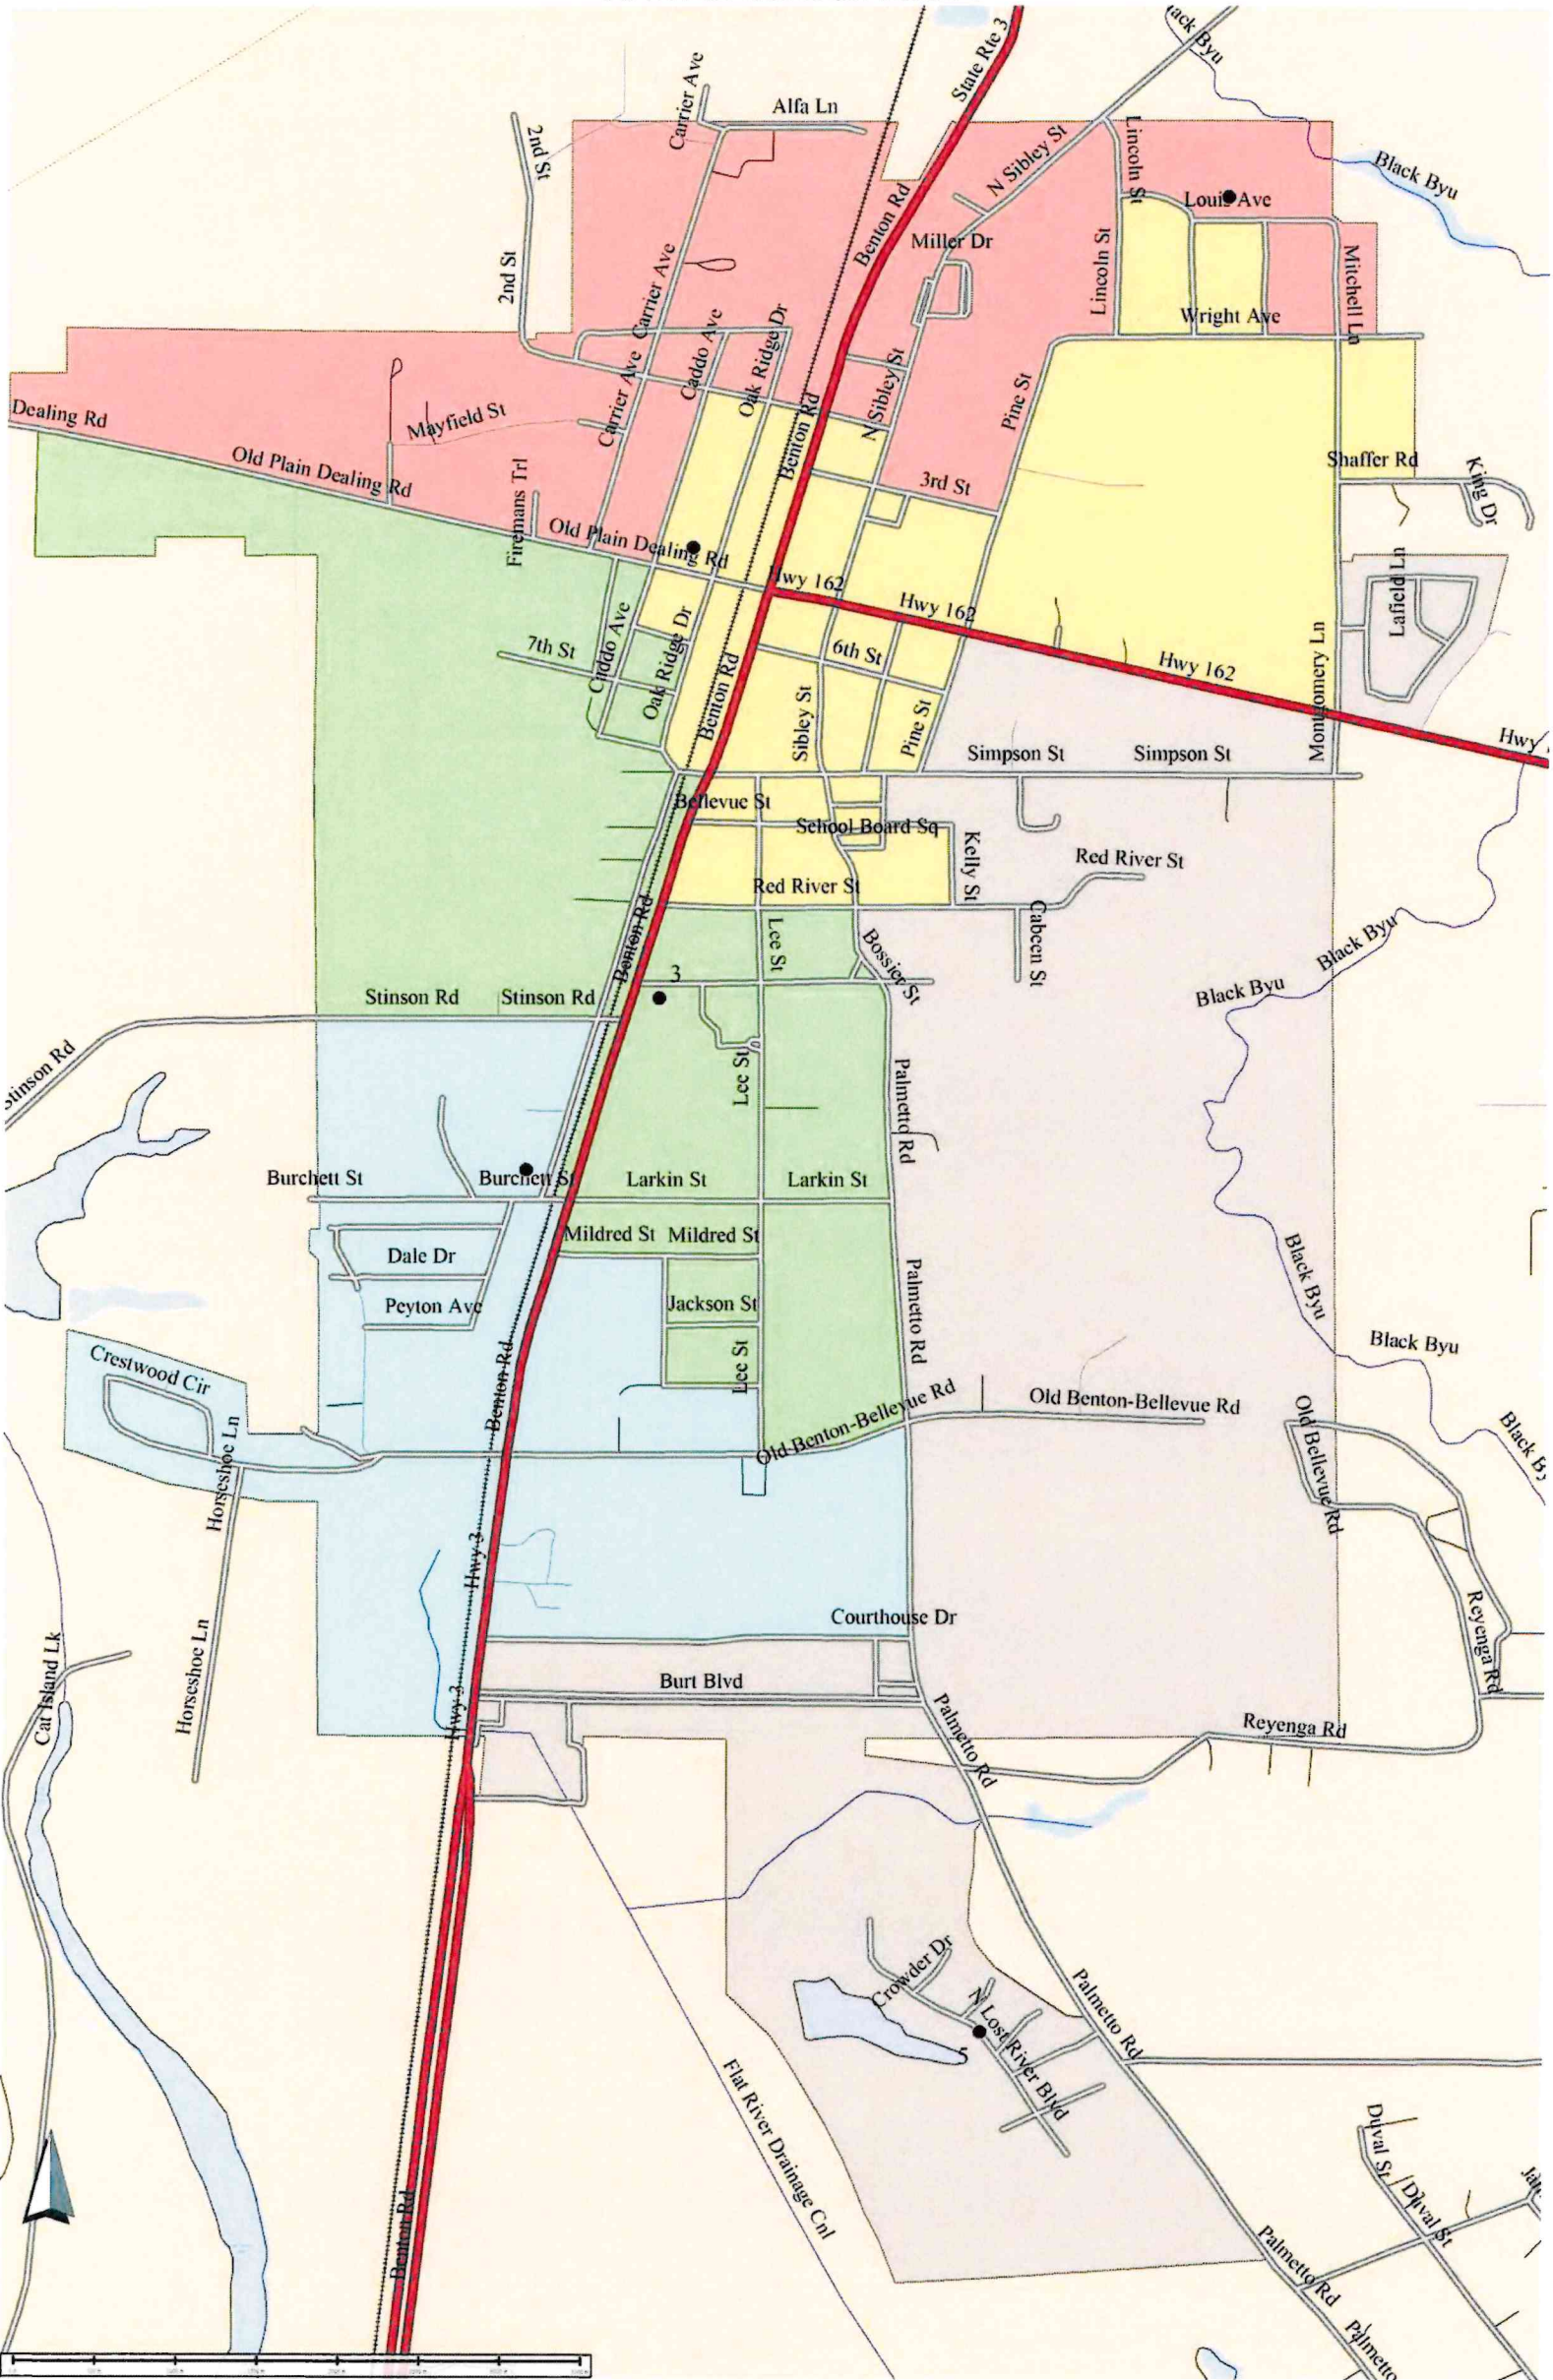 State Rte 3
Black Byu
Carrier Ave
Alfa Ln
2nd St
N Sibley St
Lincoln St
Black Byu
Louis Ave
Benton Rd
Miller Dr
2nd St
Carrier Ave
Lincoln St
Mitchell Ln
Wright Ave
Caddo Ave
Oak Ridge Dr
Carrier Ave
N Sibley St
Pine St
Dealing Rd
Mayfield St
Benton Rd
Old Plain Dealing Rd
Shaffer Rd
King Dr
3rd St
Firemans Trl
Old Plain Dealing Rd
Hwy 162
Hwy 162
Lafield Ln
Caddo Ave
Oak Ridge Dr
7th St
6th St
Hwy 162
Montgomery Ln
Benton Rd
Sibley St
Pine St
Simpson St
Simpson St
Hwy
Bellevue St
School Board Sq
Kelly St
Red River St
Red River St
Cabeen St
Benton Rd
Lee St
Bossier St
Black Byu
3
Black Byu
Stinson Rd
Stinson Rd
Stinson Rd
Lee St
Palmetto Rd
Burchett St
Burchett St
Larkin St
Larkin St
Mildred St
Mildred St
Black Byu
Dale Dr
Peyton Ave
Jackson St
Palmetto Rd
Black Byu
Crestwood Cir
Benton Rd
Lee St
Old Benton-Bellevue Rd
Old Benton-Bellevue Rd
Old Bellevue Rd
Black By
Horseshoe Ln
Hwy 3
Courthouse Dr
Reyenga Rd
Cat Island Lk
Horseshoe Ln
Burt Blvd
Hwy 3
Palmetto Rd
Reyenga Rd
Crowder Dr
N Lost River Blvd
5
Palmetto Rd
Flat River Drainage Cnl
Duval St
Duval St
Benton Rd
Palmetto Rd
Palmetto